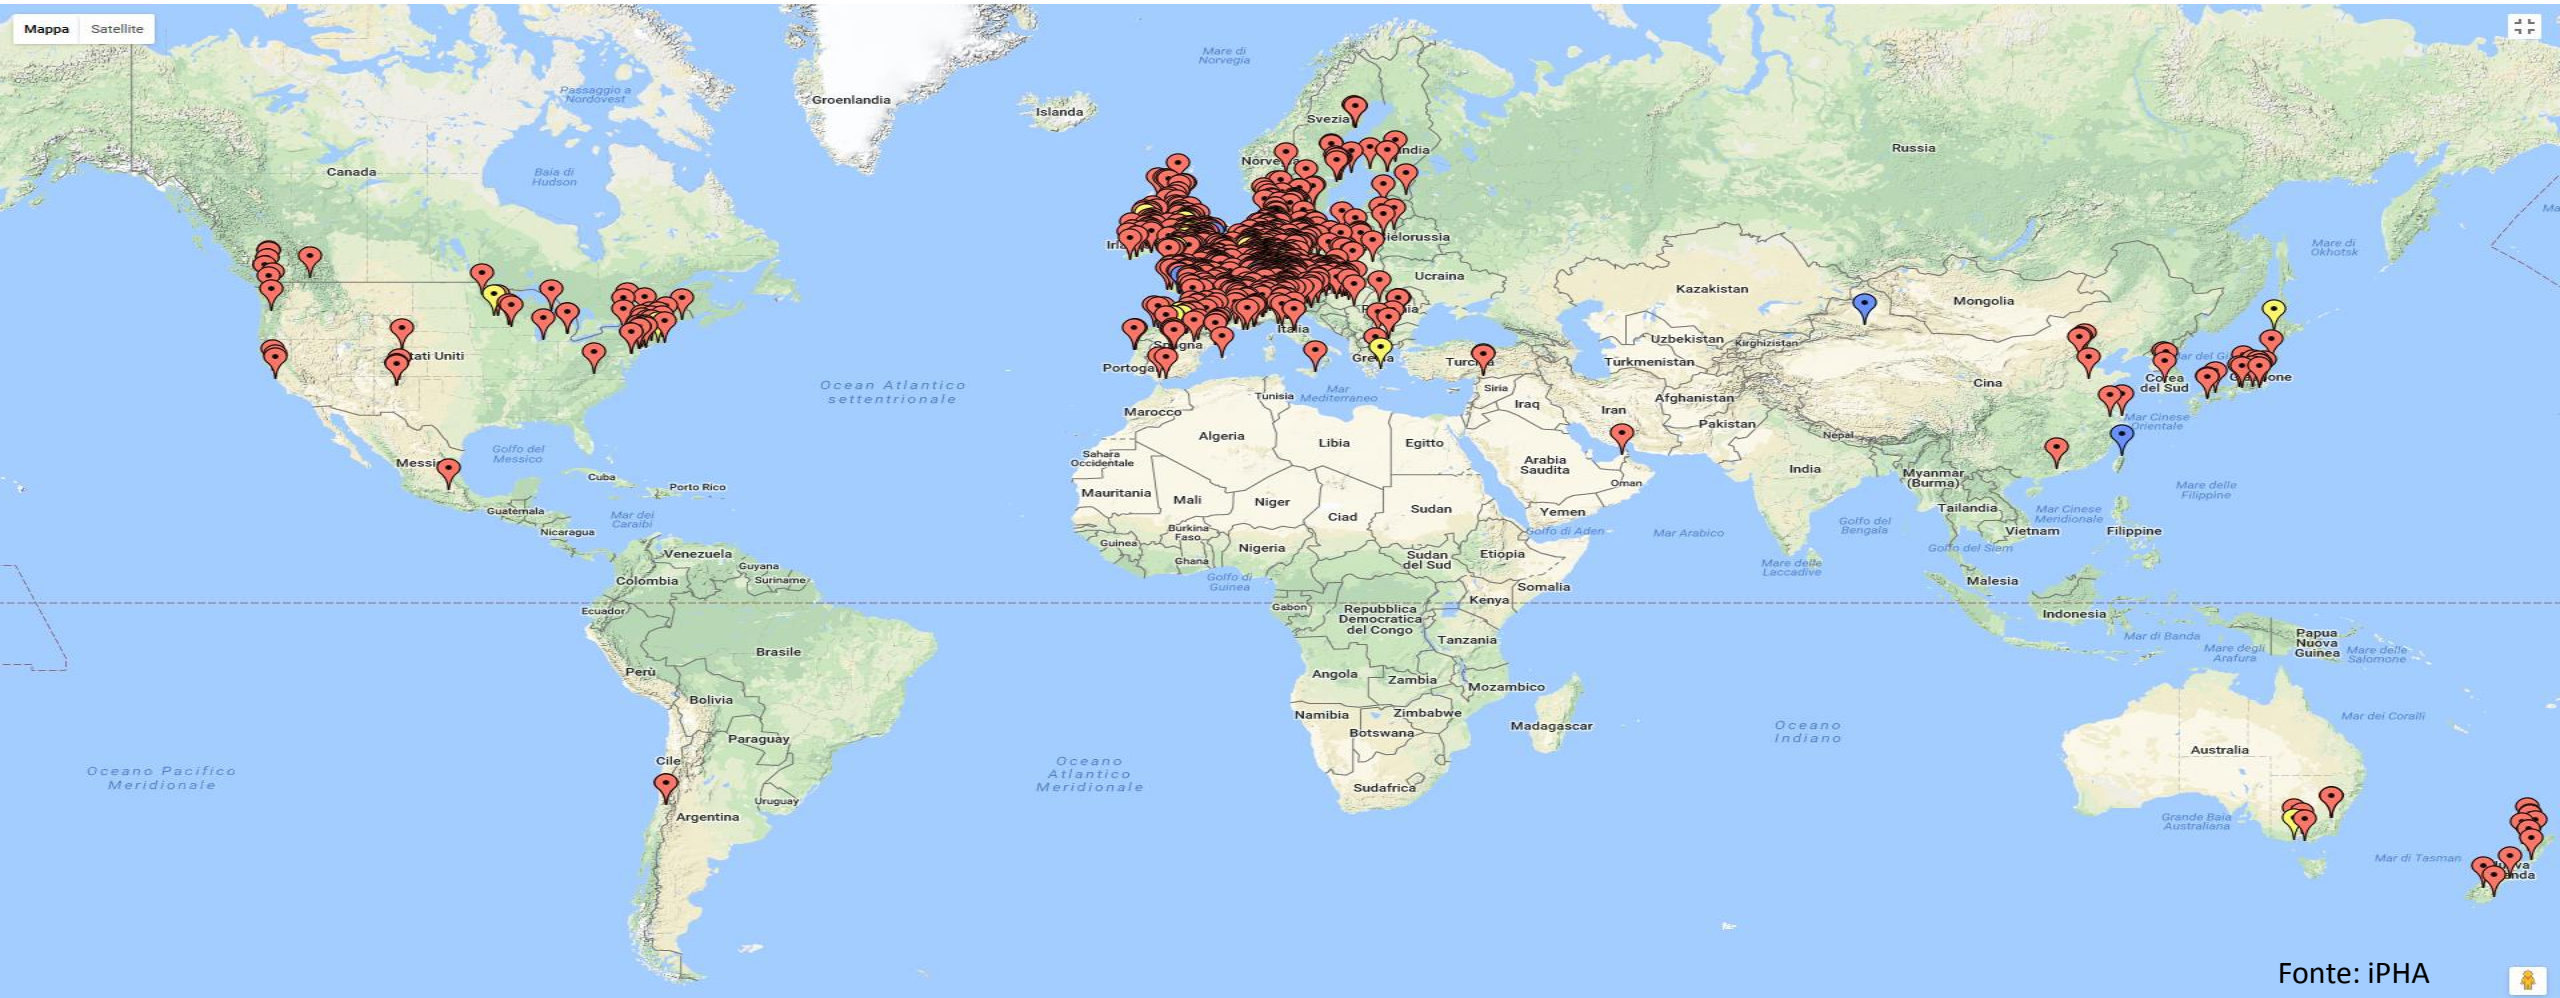 Mappa
Satellite
Mare di
Norvegia
Passaggio a
Nordovest
Groenlandia
Islanda
Svezia
Canada
Baia di
Hudson
Russia
Mare di
Okhotsk
Ucraina
Kazakistan
Mongolia
Italia
Uzbekistan
Kirghizistan
Turkmenistan
Ocean Atlantico
settentrionale
Mar
Mediterraneo
Tunisia
Siria
Iraq
Iran
Afghanistan
Cina
Corea
del Sud
Marocco
Algeria
Libia
Egitto
Pakistan
Nepal
Mar Cinese
Orientale
Golfo del
Messico
Sahara
Occidentale
Arabia
Saudita
India
Myanmar
(Burma)
Cuba
Porto Rico
Mauritania
Mali
Niger
Ciad
Sudan
Oman
Yemen
Mare delle
Filippine
Guatemala
Nicaragua
Mar dei
Caraibi
Burkina
Faso
Guinea
Ghana
Nigeria
Sudan
del Sud
Etiopia
Golfo di Aden
Mar Arabico
Golfo del
Bengala
Tailandia
Mar Cinese
Meridionale
Vietnam
Filippine
Golfo del Siam
Venezuela
Guyana
Suriname
Colombia
Golfo di
Guinea
Somalia
Mare delle
Laccadive
Malesia
Ecuador
Gabon
Repubblica
Democratica
del Congo
Kenya
Indonesia
Tanzania
Mar di Banda
Mare degli
Arafura
Papua
Nuova
Guinea
Mare delle
Salomone
Brasile
Perù
Angola
Zambia
Mozambico
Bolivia
Namibia
Zimbabwe
Botswana
Madagascar
Oceano
Indiano
Mar dei Coralli
Paraguay
Australia
Cile
Oceano Pacifico
Meridionale
Oceano
Atlantico
Meridionale
Sudafrica
Uruguay
Argentina
Grande Baia
Australiana
Mar di Tasman
Fonte: iPHA